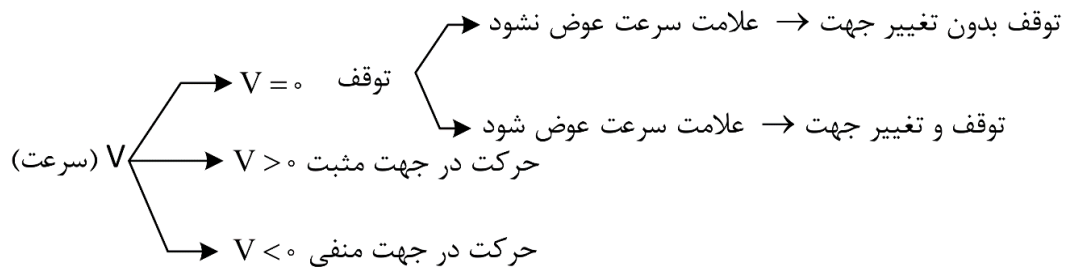 علامت سرعت عوض نشود → توقف بدون تغییر جهت
V = ۰ توقف
علامت سرعت عوض شود → توقف و تغییر جهت
(سرعت) V
V > ۰ حرکت در جهت مثبت
V < ۰ حرکت در جهت منفی